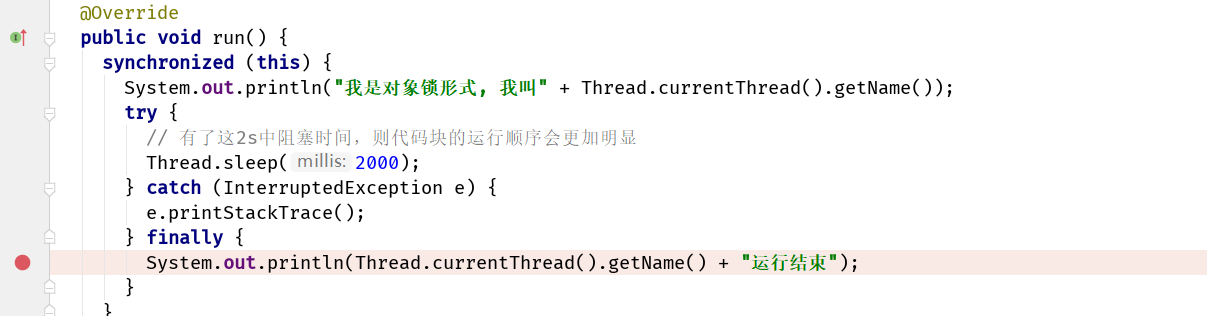 @Override
public void run() {
synchronized (this) {
System.out.println("我是对象锁形式, 我叫" + Thread.currentThread().getName());
try {
// 有了这2s中阻塞时间，则代码块的运行顺序会更加明显
Thread.sleep( millis: 2000);
} catch (InterruptedException e) {
e.printStackTrace();
} finally {
System.out.println(Thread.currentThread().getName() + "运行结束");
}
}